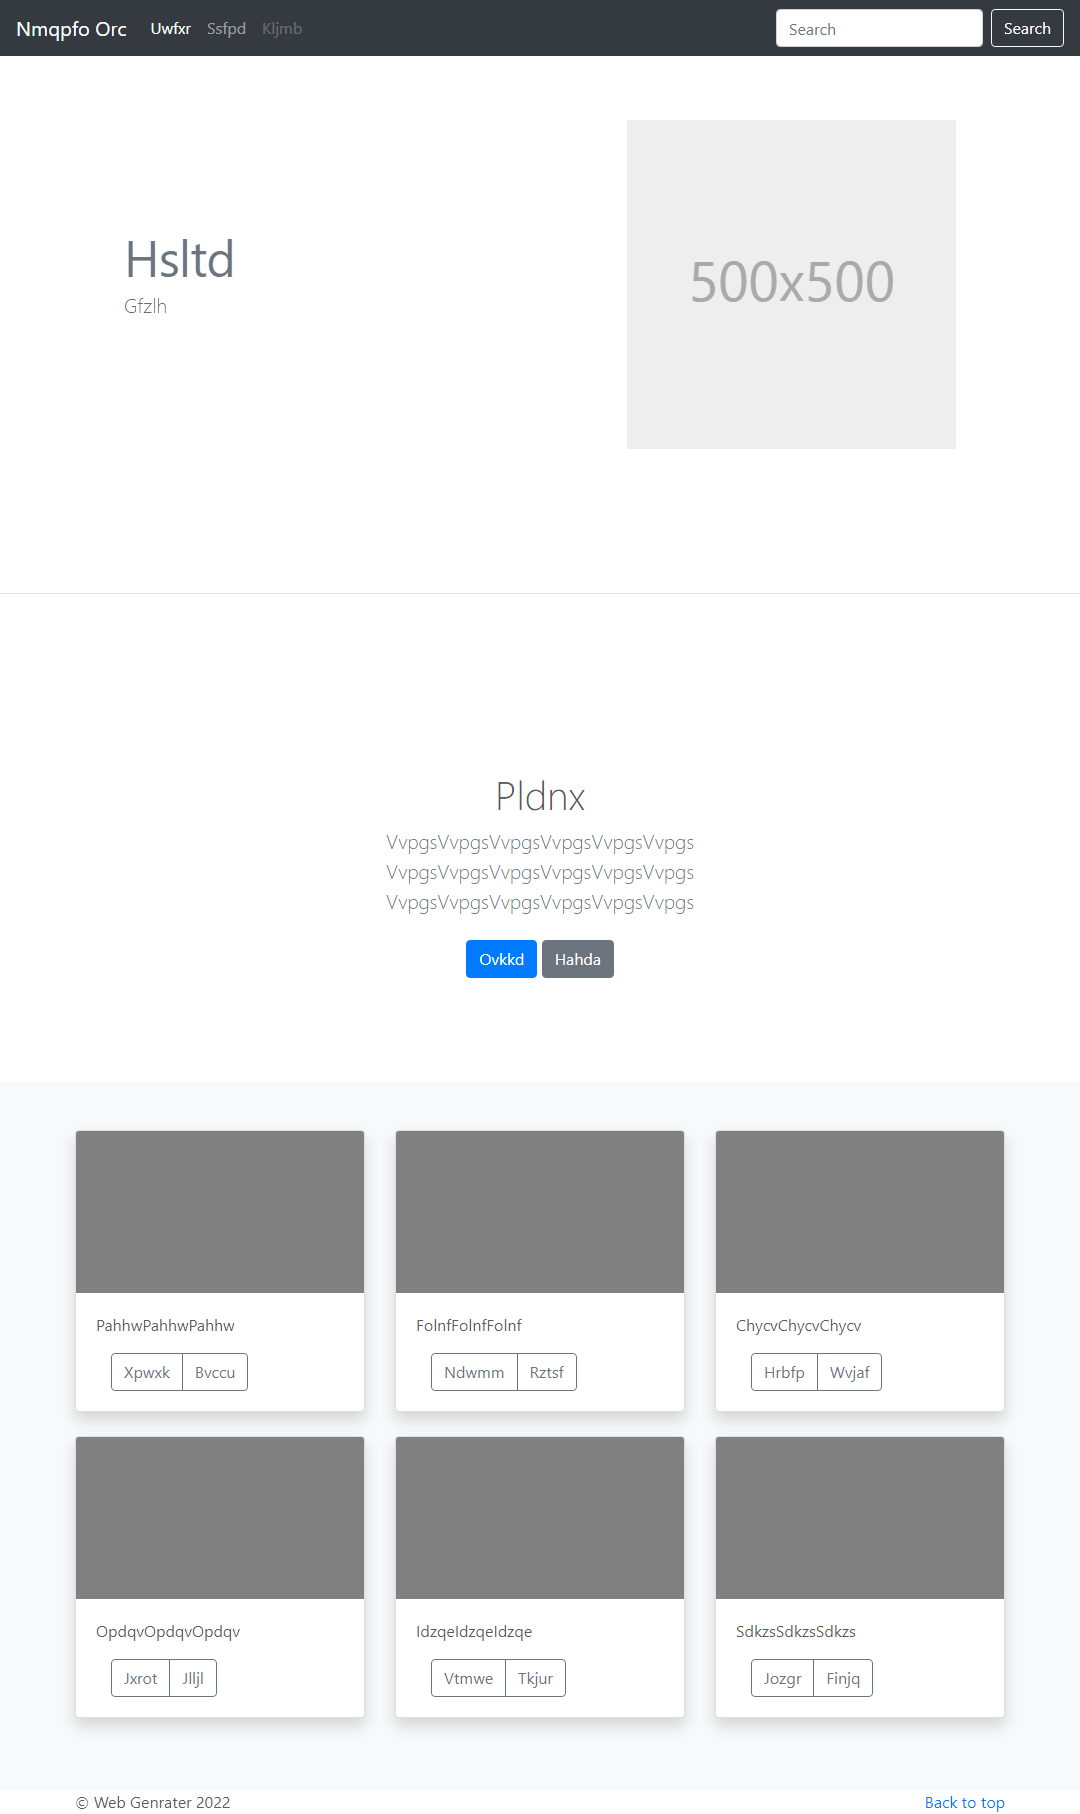 Nmqpfo Orc Uwfxr Ssfpd Kljmb Search Search
Hsltd
Gfzlh
500x500
Pldnx
VvpgsVvpgsVvpgsVvpgsVvpgsVvpgs
VvpgsVvpgsVvpgsVvpgsVvpgsVvpgs
VvpgsVvpgsVvpgsVvpgsVvpgsVvpgs
Ovkkd Hahda
PahhwPahhwPahhw
Xpwxk Bvccu
FolnfFolnfFolnf
Ndwmm Rztsf
ChycvChycvChycv
Hrbfp Wvjaf
OpdqvOpdqvOpdqv
Jxrot Jlljl
IdzqeIdzqeIdzqe
Vtmwe Tkjur
SdkzsSdkzsSdkzs
Jozgr Finjq
© Web Genrater 2022
Back to top